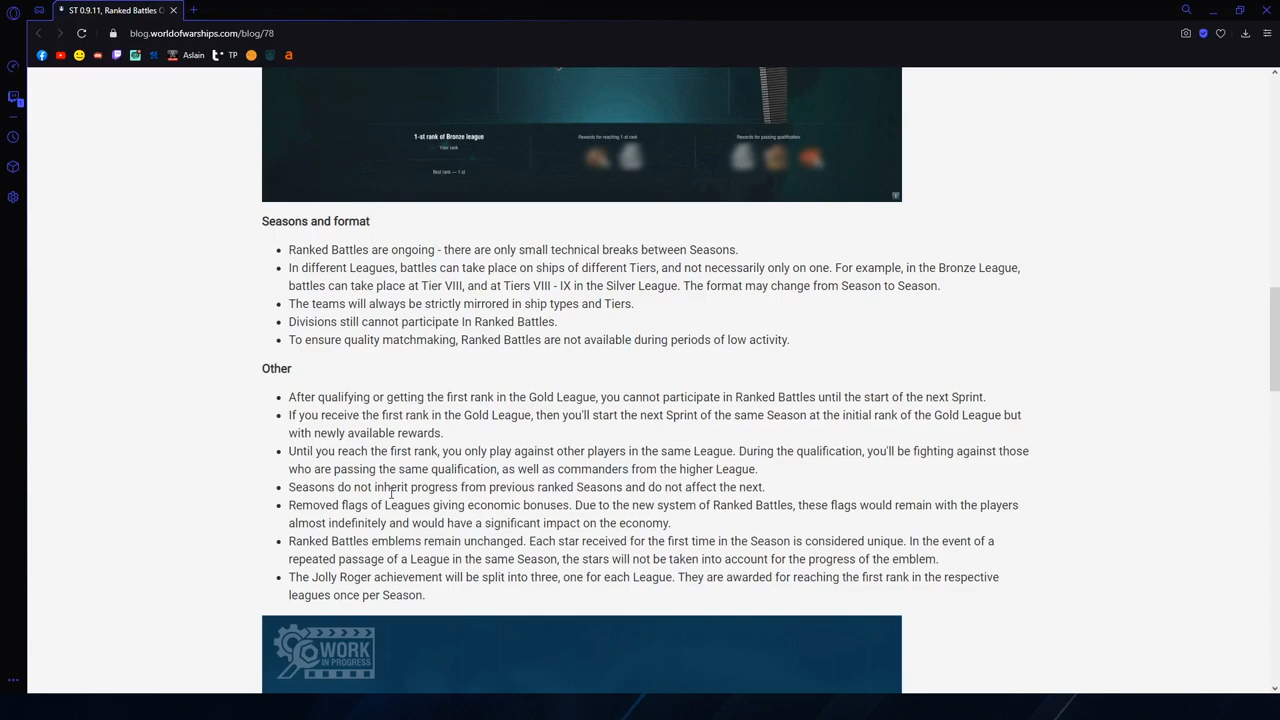 ST 0.9.11, Ranked Battles C
blog.worldofwarships.com/blog/78
Aslain
TP
1-st rank of Bronze league
Rewards for reaching 1-st rank
Rewards for passing qualification
Your rank
Best rank — 1 st
Seasons and format
Ranked Battles are ongoing - there are only small technical breaks between Seasons.
In different Leagues, battles can take place on ships of different Tiers, and not necessarily only on one. For example, in the Bronze League,
battles can take place at Tier VIII, and at Tiers VIII - IX in the Silver League. The format may change from Season to Season.
The teams will always be strictly mirrored in ship types and Tiers.
Divisions still cannot participate In Ranked Battles.
To ensure quality matchmaking, Ranked Battles are not available during periods of low activity.
Other
After qualifying or getting the first rank in the Gold League, you cannot participate in Ranked Battles until the start of the next Sprint.
If you receive the first rank in the Gold League, then you'll start the next Sprint of the same Season at the initial rank of the Gold League but
with newly available rewards.
Until you reach the first rank, you only play against other players in the same League. During the qualification, you'll be fighting against those
who are passing the same qualification, as well as commanders from the higher League.
Seasons do not inherit progress from previous ranked Seasons and do not affect the next.
Removed flags of Leagues giving economic bonuses. Due to the new system of Ranked Battles, these flags would remain with the players
almost indefinitely and would have a significant impact on the economy.
Ranked Battles emblems remain unchanged. Each star received for the first time in the Season is considered unique. In the event of a
repeated passage of a League in the same Season, the stars will not be taken into account for the progress of the emblem.
The Jolly Roger achievement will be split into three, one for each League. They are awarded for reaching the first rank in the respective
leagues once per Season.
WORK
IN PROGRESS